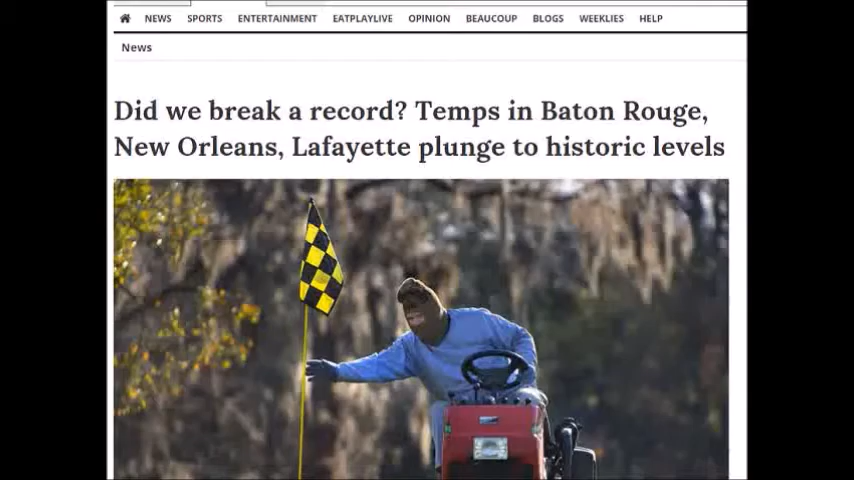 NEWS SPORTS ENTERTAINMENT EATPLAYLIVE OPINION BEAUCOUP BLOGS WEEKLIES HELP
News
Did we break a record? Temps in Baton Rouge,
New Orleans, Lafayette plunge to historic levels